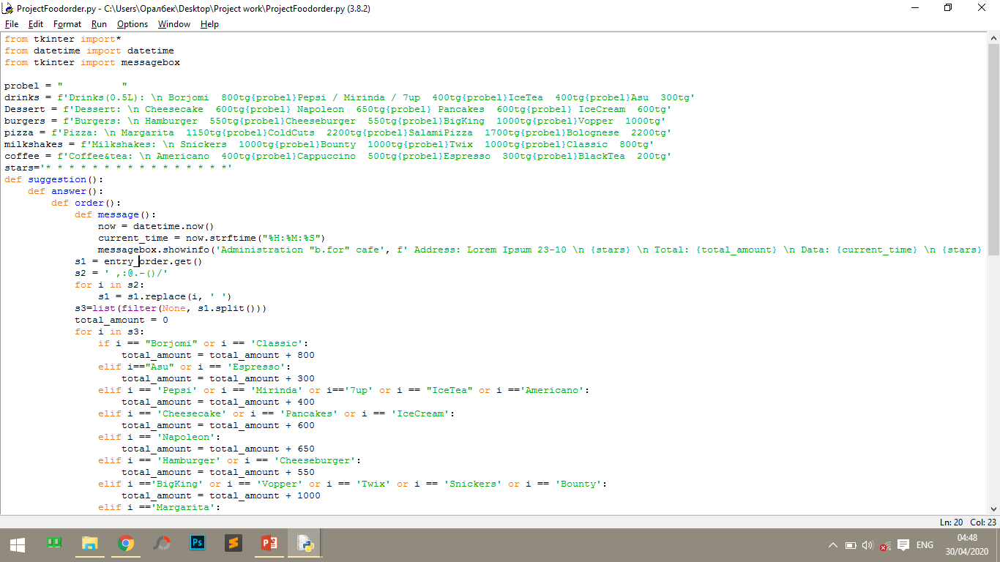 ProjectFoodorder.py - C:\Users\Оралбек\Desktop\Project work\ProjectFoodorder.py (3.8.2)
File Edit Format Run Options Window Help
from tkinter import*
from datetime import datetime
from tkinter import messagebox

probel = "          "
drinks = f'Drinks(0.5L): \n Borjomi  800tg{probel}Pepsi / Mirinda / 7up  400tg{probel}IceTea  400tg{probel}Asu  300tg'
Dessert = f'Dessert: \n Cheesecake  600tg{probel} Napoleon  650tg{probel} Pancakes  600tg{probel} IceCream  600tg'
burgers = f'Burgers: \n Hamburger  550tg{probel}Cheeseburger  550tg{probel}BigKing  1000tg{probel}Vopper  1000tg'
pizza = f'Pizza: \n Margarita  1150tg{probel}ColdCuts  2200tg{probel}SalamiPizza  1700tg{probel}Bolognese  2200tg'
milkshakes = f'Milkshakes: \n Snickers  1000tg{probel}Bounty  1000tg{probel}Twix  1000tg{probel}Classic  800tg'
coffee = f'Coffee&tea: \n Americano  400tg{probel}Cappuccino  500tg{probel}Espresso  300tg{probel}BlackTea  200tg'
stars='* * * * * * * * * * * * * * * *'
def suggestion():
    def answer():
        def order():
            def message():
                now = datetime.now()
                current_time = now.strftime("%H:%M:%S")
                messagebox.showinfo('Administration "b.for" cafe', f' Address: Lorem Ipsum 23-10 \n {stars} \n Total: {total_amount} \n Data: {current_time} \n {stars}
            s1 = entry_order.get()
            s2 = ' ,:@.-()/'
            for i in s2:
                s1 = s1.replace(i, ' ')
            s3=list(filter(None, s1.split()))
            total_amount = 0
            for i in s3:
                if i == "Borjomi" or i == 'Classic':
                    total_amount = total_amount + 800
                elif i=="Asu" or i == 'Espresso':
                    total_amount = total_amount + 300
                elif i == 'Pepsi' or i == 'Mirinda' or i=='7up' or i == "IceTea" or i =='Americano':
                    total_amount = total_amount + 400
                elif i == 'Cheesecake' or i == 'Pancakes' or i == 'IceCream':
                    total_amount = total_amount + 600
                elif i == 'Napoleon':
                    total_amount = total_amount + 650
                elif i == 'Hamburger' or i == 'Cheeseburger':
                    total_amount = total_amount + 550
                elif i =='BigKing' or i == 'Vopper' or i == 'Twix' or i == 'Snickers' or i == 'Bounty':
                    total_amount = total_amount + 1000
                elif i =='Margarita':
Ln: 20 Col: 23
Ps
ENG
04:48
30/04/2020